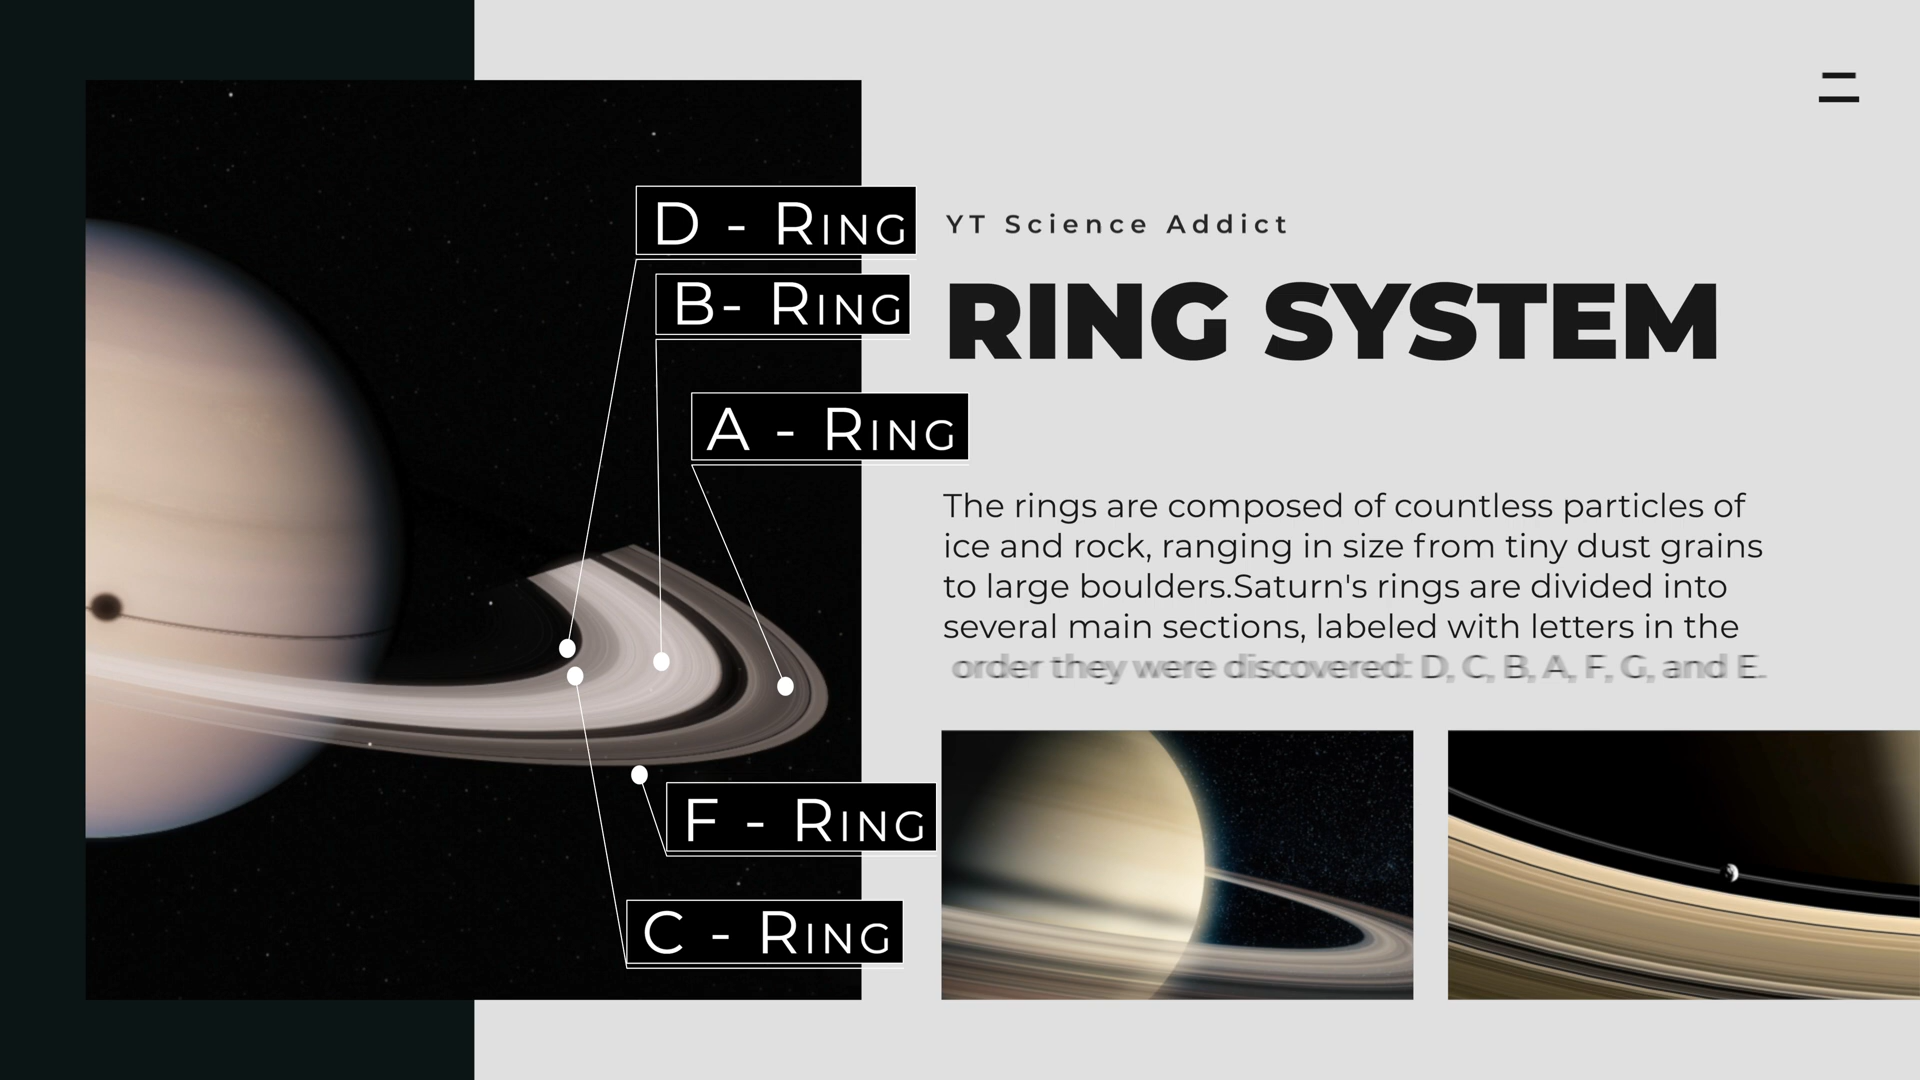 D - Ring
B- Ring
A - Ring
F - Ring
C - Ring
YT Science Addict
RING SYSTEM
The rings are composed of countless particles of
ice and rock, ranging in size from tiny dust grains
to large boulders.Saturn's rings are divided into
several main sections, labeled with letters in the
order they were discovered: D, C, B, A, F, G, and E.